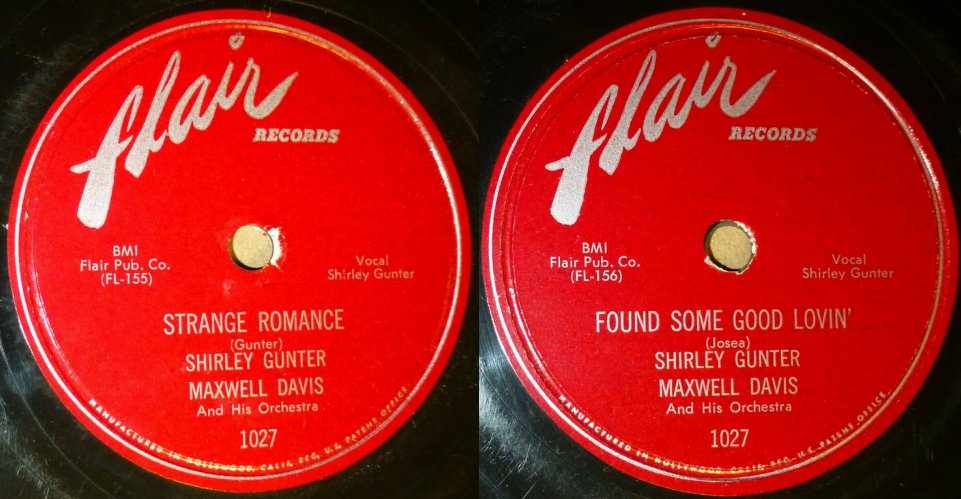 Flair
RECORDS
BMI
Flair Pub. Co.
(FL-155)
Vocal
Shirley Gunter
STRANGE ROMANCE
(Gunter)
SHIRLEY GUNTER
MAXWELL DAVIS
And His Orchestra
1027
MANUFACTURED IN HOLLYWOOD, CALIF. REG. U.S. PATENT OFFICE
Flair
RECORDS
BMI
Flair Pub. Co.
(FL-156)
Vocal
Shirley Gunter
FOUND SOME GOOD LOVIN'
(Josea)
SHIRLEY GUNTER
MAXWELL DAVIS
And His Orchestra
1027
MANUFACTURED IN HOLLYWOOD, CALIF. REG. U.S. PATENT OFFICE